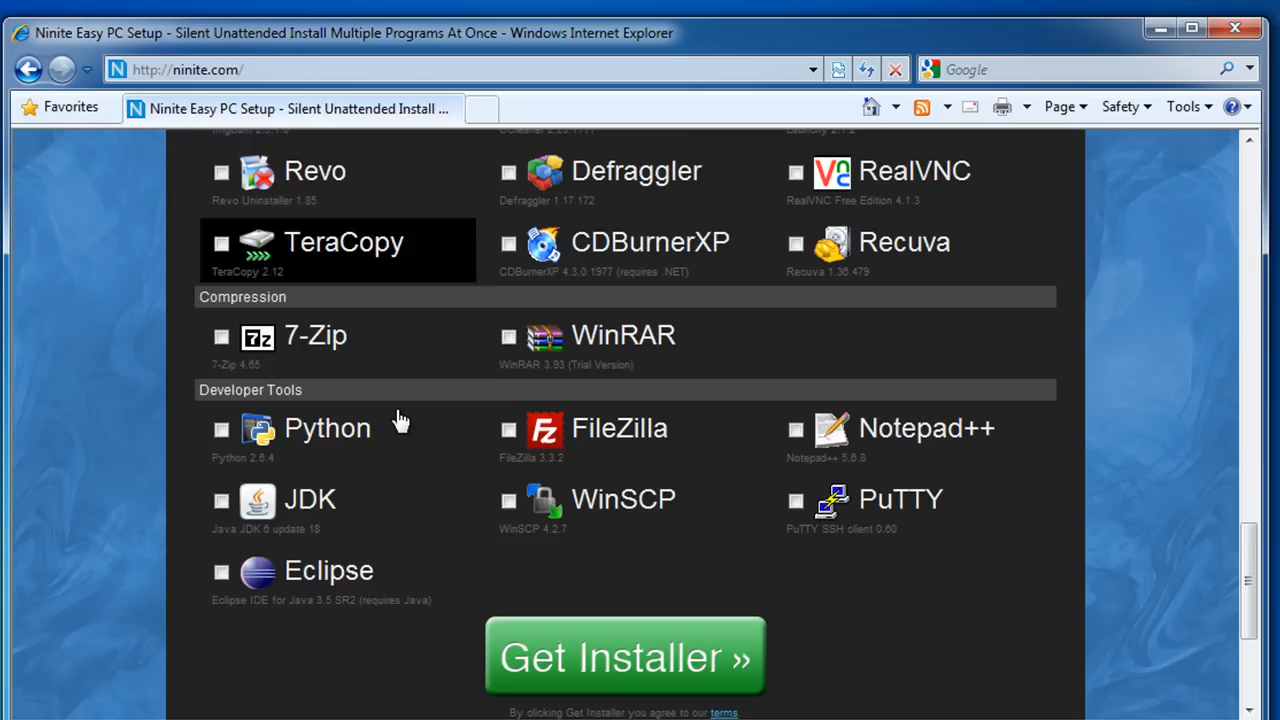 Ninite Easy PC Setup - Silent Unattended Install Multiple Programs At Once - Windows Internet Explorer
http://ninite.com/
Google
Favorites
Ninite Easy PC Setup - Silent Unattended Install ...
Page Safety Tools
Revo Defraggler RealVNC
Revo Uninstaller 1.85 Defraggler 1.17.172 RealVNC Free Edition 4.1.3
TeraCopy CDBurnerXP Recuva
TeraCopy 2.12 CDBurnerXP 4.3.0.1977 (requires .NET) Recuva 1.36.479
Compression
7-Zip WinRAR
7-Zip 4.65 WinRAR 3.93 (Trial Version)
Developer Tools
Python FileZilla Notepad++
Python 2.6.4 FileZilla 3.3.2 Notepad++ 5.6.8
JDK WinSCP PuTTY
Java JDK 6 update 18 WinSCP 4.2.7 PuTTY SSH client 0.60
Eclipse
Eclipse IDE for Java 3.5 SR2 (requires Java)
Get Installer »
By clicking Get Installer you agree to our terms